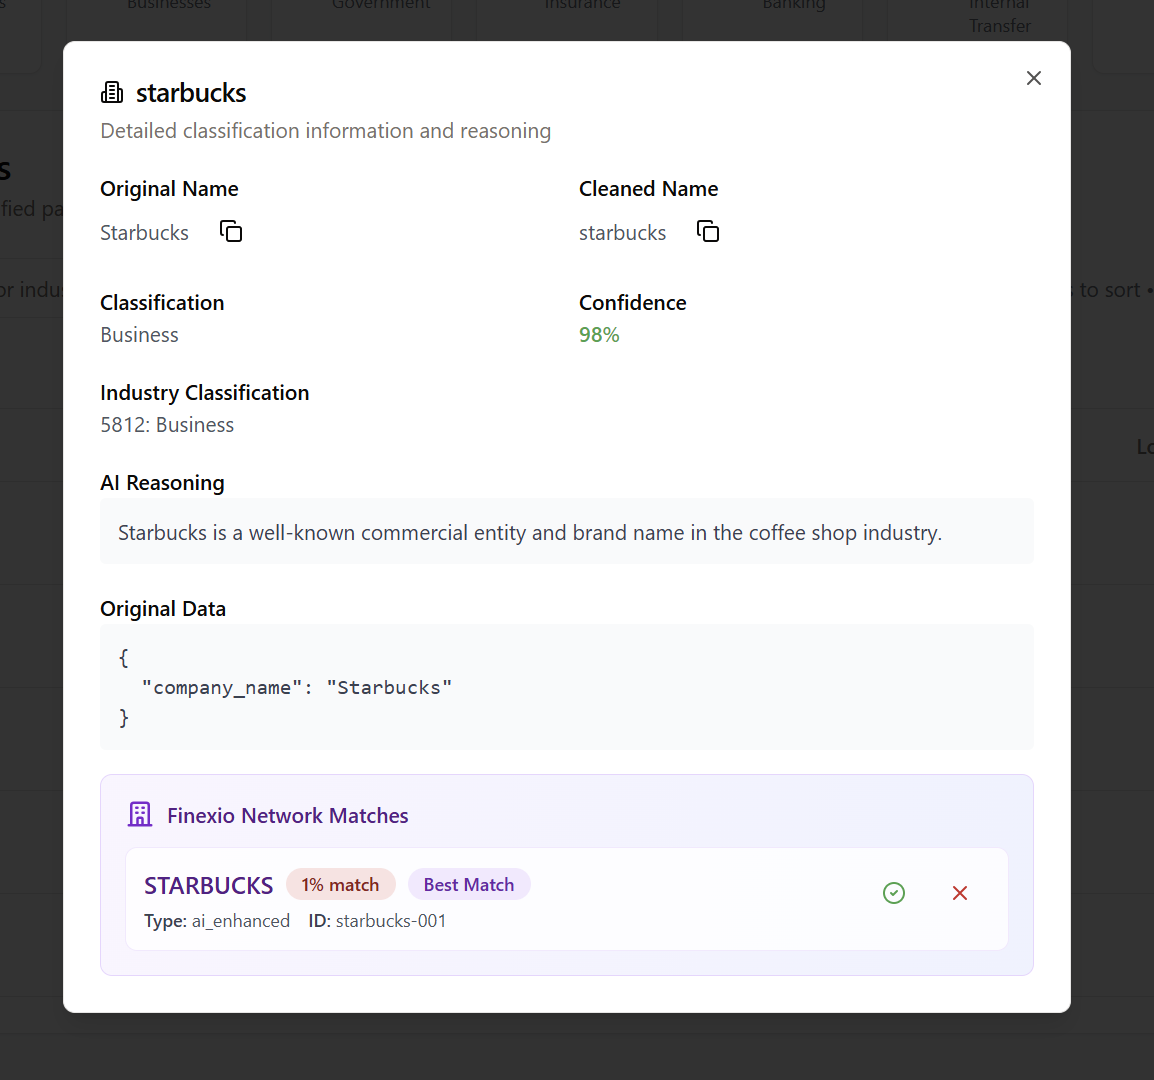 Businesses
Government
Insurance
Banking
Internal
Transfer
starbucks
Detailed classification information and reasoning
Original Name
Cleaned Name
Starbucks
starbucks
fied pa
or indus
to sort •
Classification
Confidence
Business
98%
Industry Classification
5812: Business
AI Reasoning
Starbucks is a well-known commercial entity and brand name in the coffee shop industry.
Original Data
{
"company_name": "Starbucks"
}
Finexio Network Matches
STARBUCKS 1% match Best Match
Type: ai_enhanced ID: starbucks-001